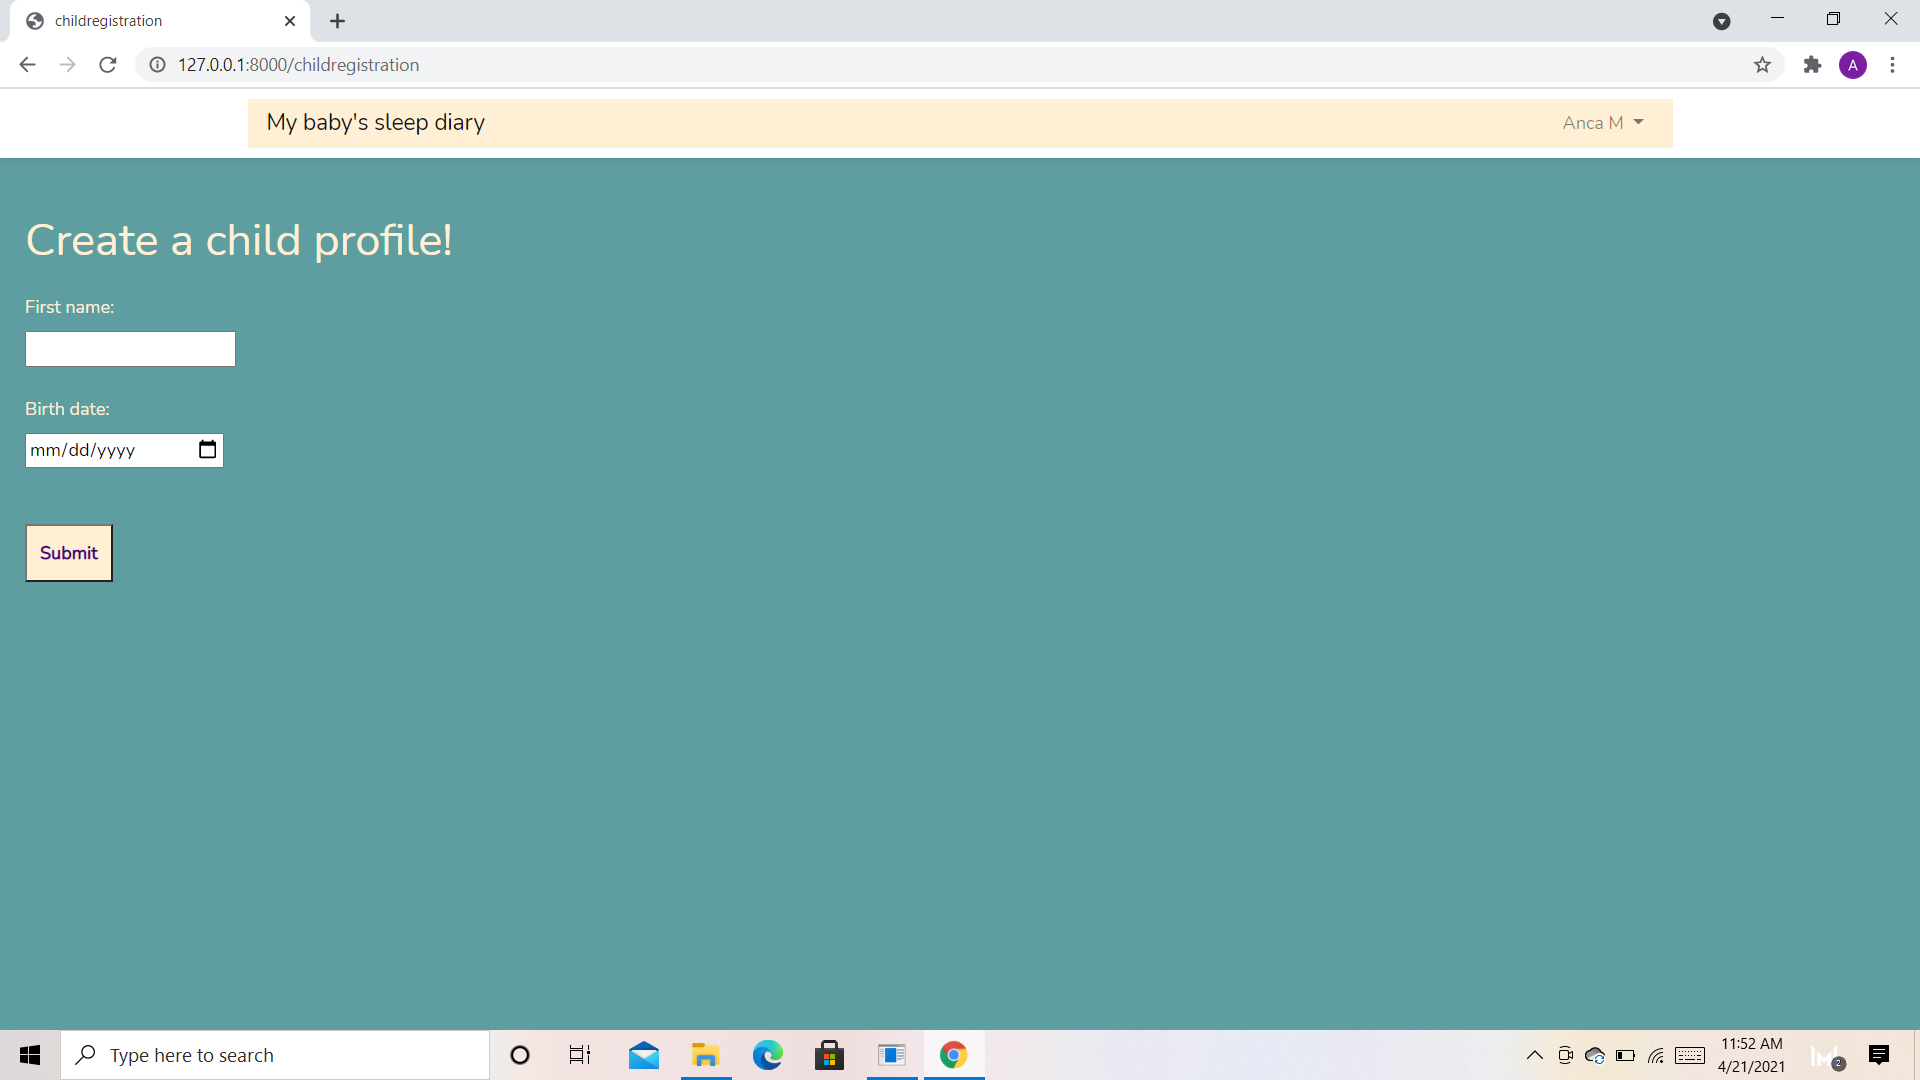 childregistration
127.0.0.1:8000/childregistration
A
My baby's sleep diary
Anca M
Create a child profile!
First name:
Birth date:
mm/dd/yyyy
Submit
Type here to search
11:52 AM
4/21/2021
2